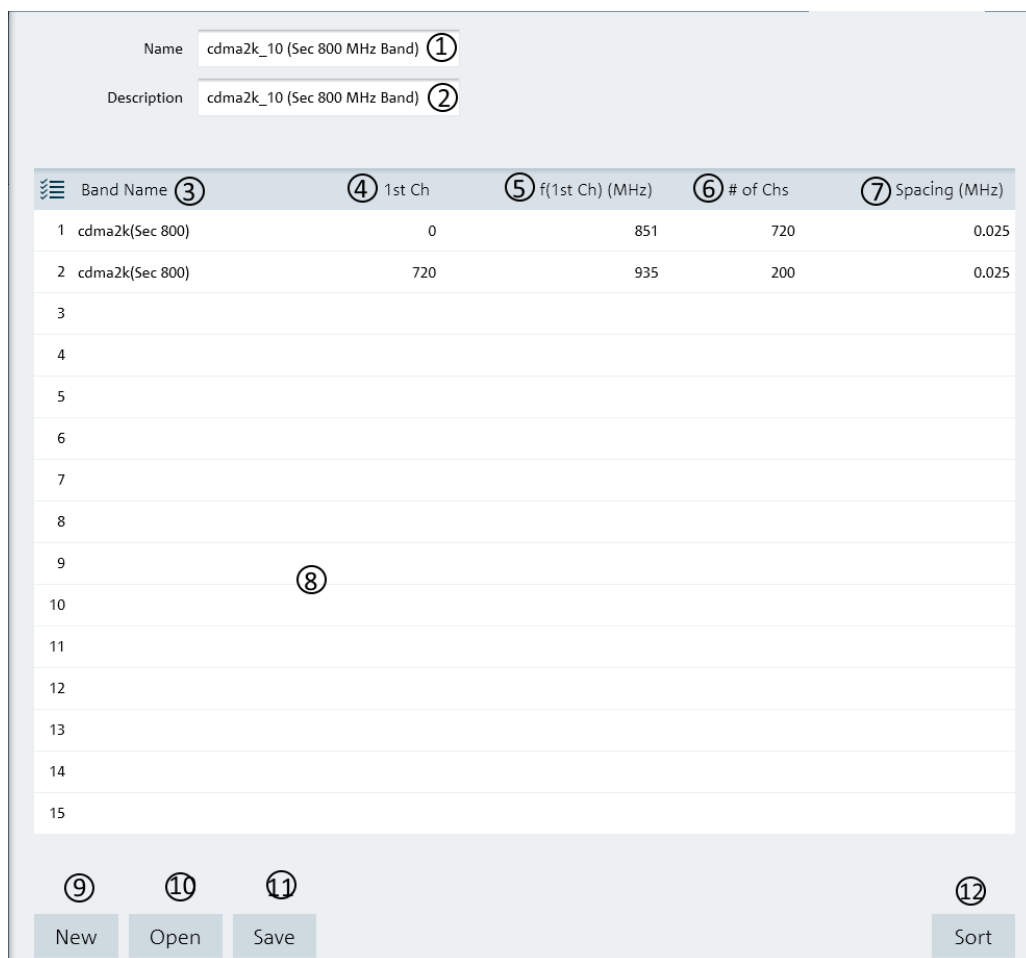 Name cdma2k_10 (Sec 800 MHz Band) ①
Description cdma2k_10 (Sec 800 MHz Band) ②
Band Name ③ ④ 1st Ch ⑤ f(1st Ch) (MHz) ⑥ # of Chs ⑦ Spacing (MHz)
1 cdma2k(Sec 800) 0 851 720 0.025
2 cdma2k(Sec 800) 720 935 200 0.025
3
4
5
6
7
8
9
⑧
10
11
12
13
14
15
⑨ ⑩ ⑪ ⑫
New Open Save Sort